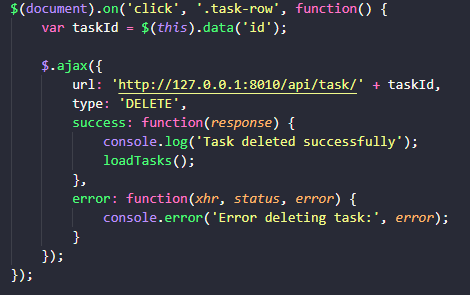 $(document).on('click', '.task-row', function() {
    var taskId = $(this).data('id');

    $.ajax({
        url: 'http://127.0.0.1:8010/api/task/' + taskId,
        type: 'DELETE',
        success: function(response) {
            console.log('Task deleted successfully');
            loadTasks();
        },
        error: function(xhr, status, error) {
            console.error('Error deleting task:', error);
        }
    });
});